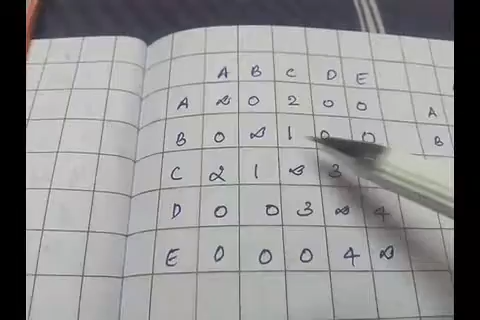 A B C D E
A ∞ 0 2 0 0
B 0 ∞ 1 0 0
C 2 1 ∞ 3
D 0 0 3 ∞ 4
E 0 0 0 4 ∞
A
B